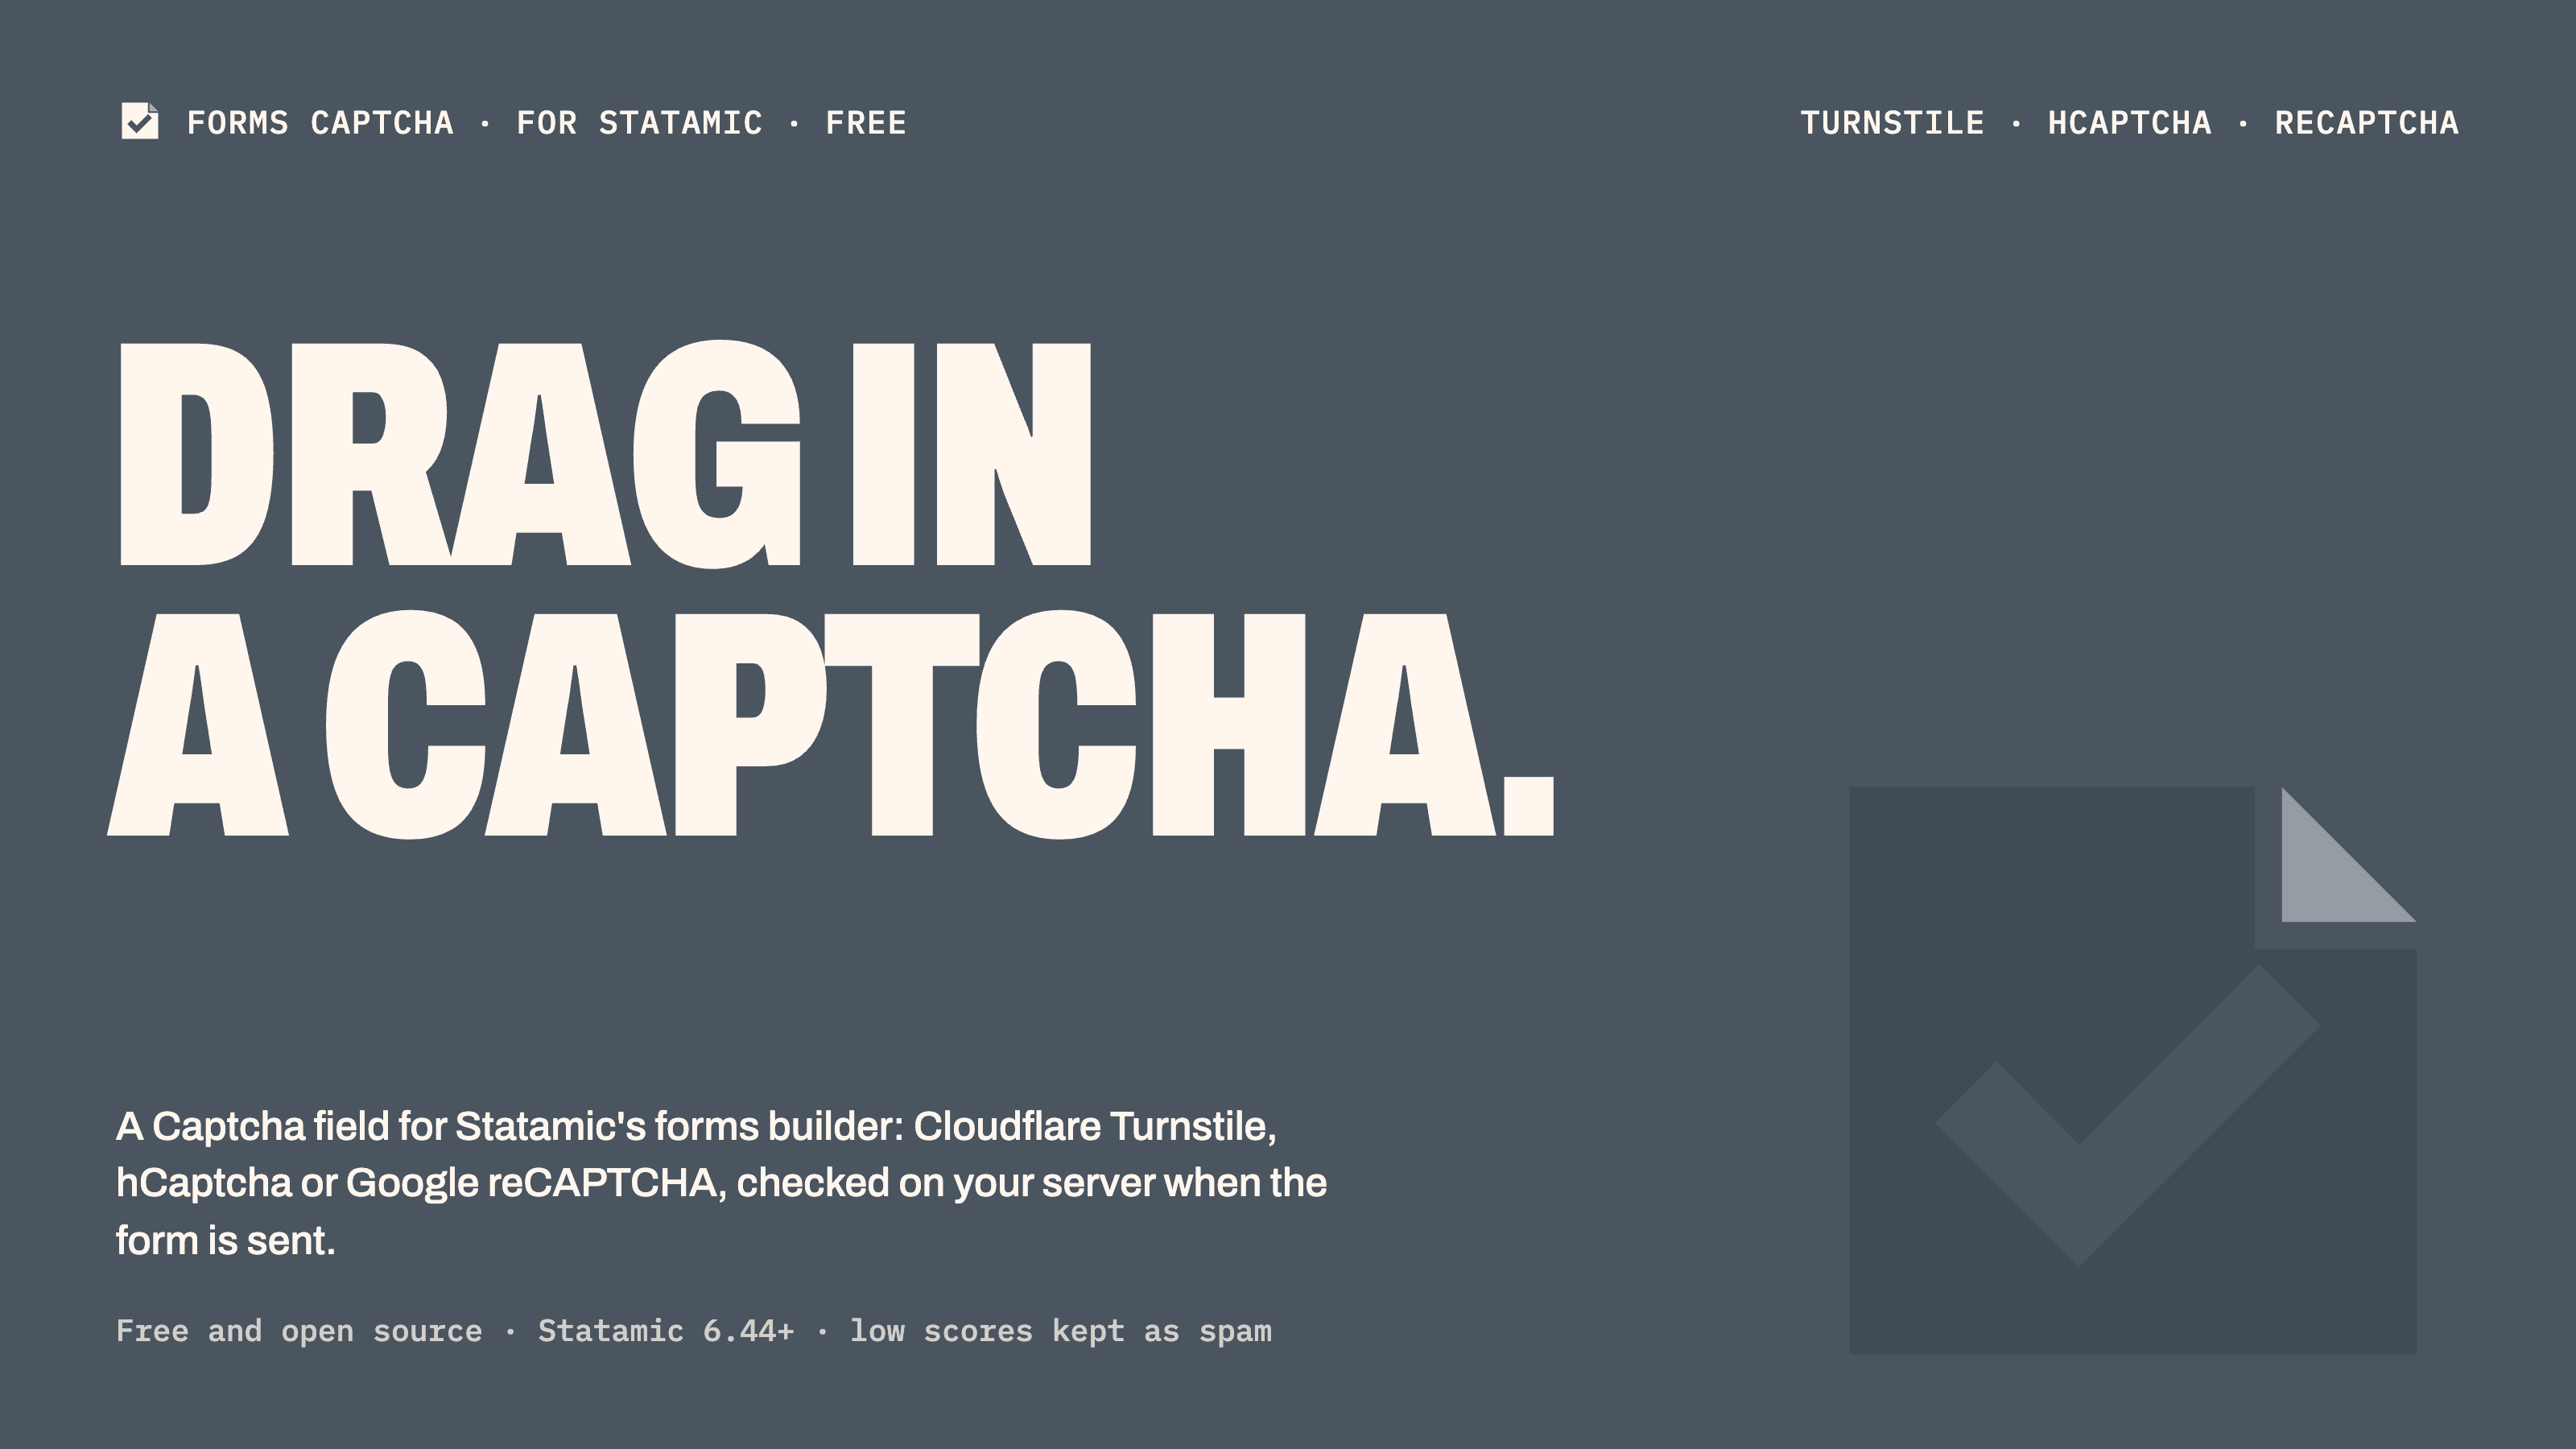 FORMS CAPTCHA · FOR STATAMIC · FREE
TURNSTILE · HCAPTCHA · RECAPTCHA
DRAG IN
A CAPTCHA.
A Captcha field for Statamic's forms builder: Cloudflare Turnstile,
hCaptcha or Google reCAPTCHA, checked on your server when the
form is sent.
Free and open source · Statamic 6.44+ · low scores kept as spam